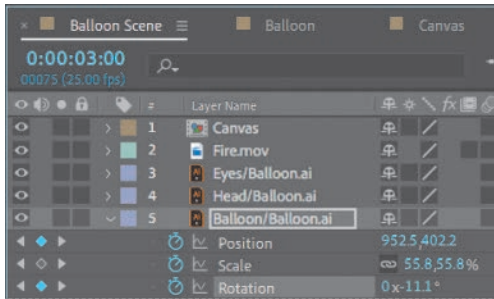 × Balloon Scene ≡ Balloon Canvas
0:00:03:00
00075 (25.00 fps)
# Layer Name fx
1 Canvas
2 Fire.mov
3 Eyes/Balloon.ai
4 Head/Balloon.ai
5 Balloon/Balloon.ai
Position 952.5,402.2
Scale 55.8,55.8%
Rotation 0x-11.1°